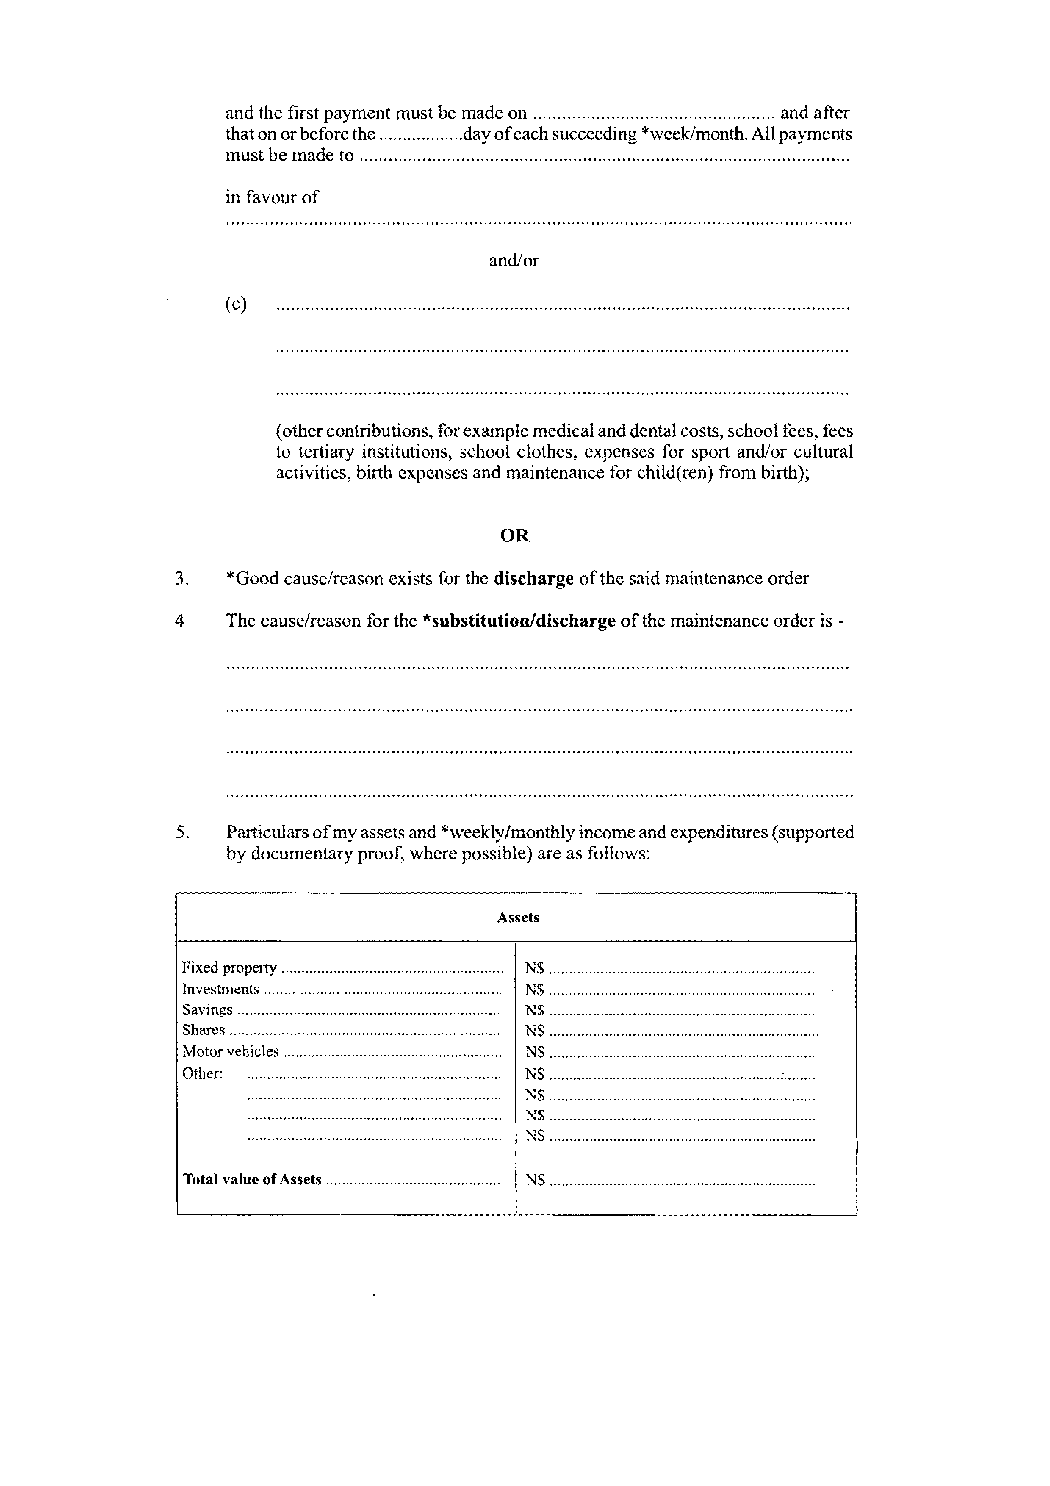 and the first payment must be made on .................................................. and after
that on or before the ..................day of each succeeding *week/month. All payments
must be made to .....................................................................................................
in favour of
.................................................................................................................................
and/or
(c) ......................................................................................................................
......................................................................................................................
......................................................................................................................
(other contributions, for example medical and dental costs, school fees, fees
to tertiary institutions, school clothes, expenses for sport and/or cultural
activities, birth expenses and maintenance for child(ren) from birth);
OR
3. *Good cause/reason exists for the discharge of the said maintenance order
4 The cause/reason for the *substitution/discharge of the maintenance order is -
.................................................................................................................................
.................................................................................................................................
.................................................................................................................................
.................................................................................................................................
5. Particulars of my assets and *weekly/monthly income and expenditures (supported
by documentary proof, where possible) are as follows:
Assets
Fixed property ........................................................ N$ ...................................................................
Investments ............................................................ N$ ...................................................................
Savings .................................................................. N$ ...................................................................
Shares .................................................................... N$ ...................................................................
Motor vehicles ....................................................... N$ ...................................................................
Other: ................................................................ N$ ...................................................................
................................................................ N$ ...................................................................
................................................................ N$ ...................................................................
................................................................ N$ ...................................................................
Total value of Assets ............................................ N$ ...................................................................